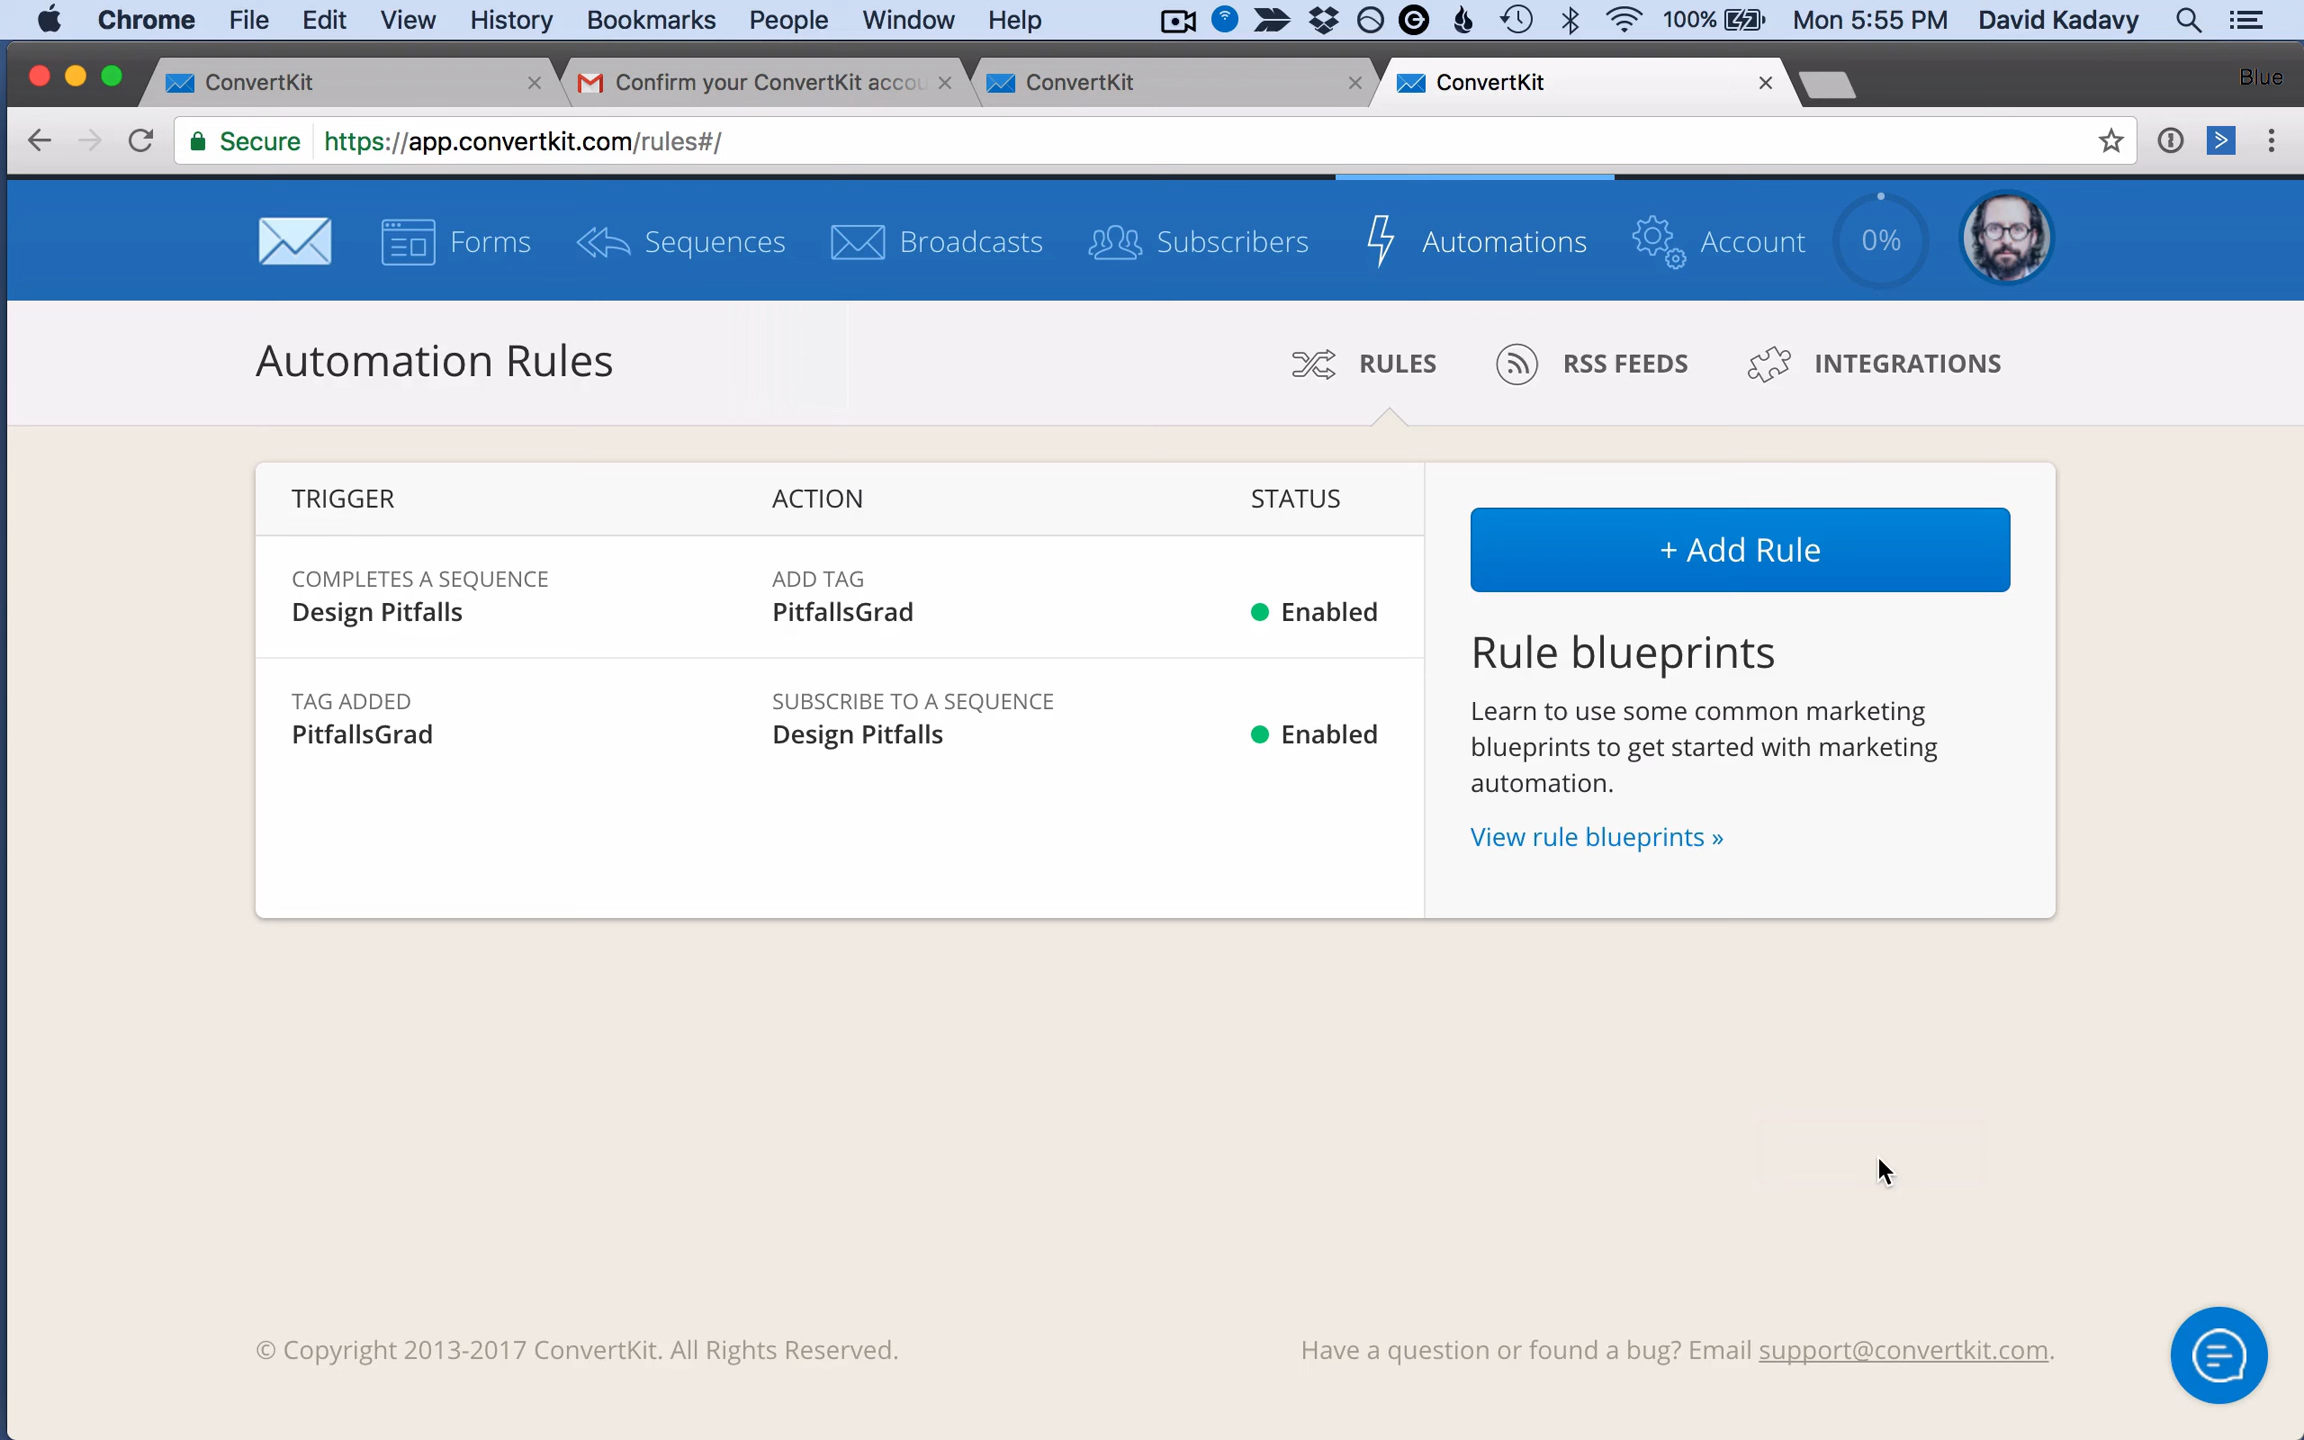 Chrome File Edit View History Bookmarks People Window Help 100% Mon 5:55 PM David Kadavy
ConvertKit Confirm your ConvertKit accou ConvertKit ConvertKit Blue
Secure https://app.convertkit.com/rules#/
Forms Sequences Broadcasts Subscribers Automations Account 0%
Automation Rules RULES RSS FEEDS INTEGRATIONS
TRIGGER ACTION STATUS
COMPLETES A SEQUENCE ADD TAG
Design Pitfalls PitfallsGrad Enabled
TAG ADDED SUBSCRIBE TO A SEQUENCE
PitfallsGrad Design Pitfalls Enabled
+ Add Rule
Rule blueprints
Learn to use some common marketing
blueprints to get started with marketing
automation.
View rule blueprints »
© Copyright 2013-2017 ConvertKit. All Rights Reserved. Have a question or found a bug? Email support@convertkit.com.